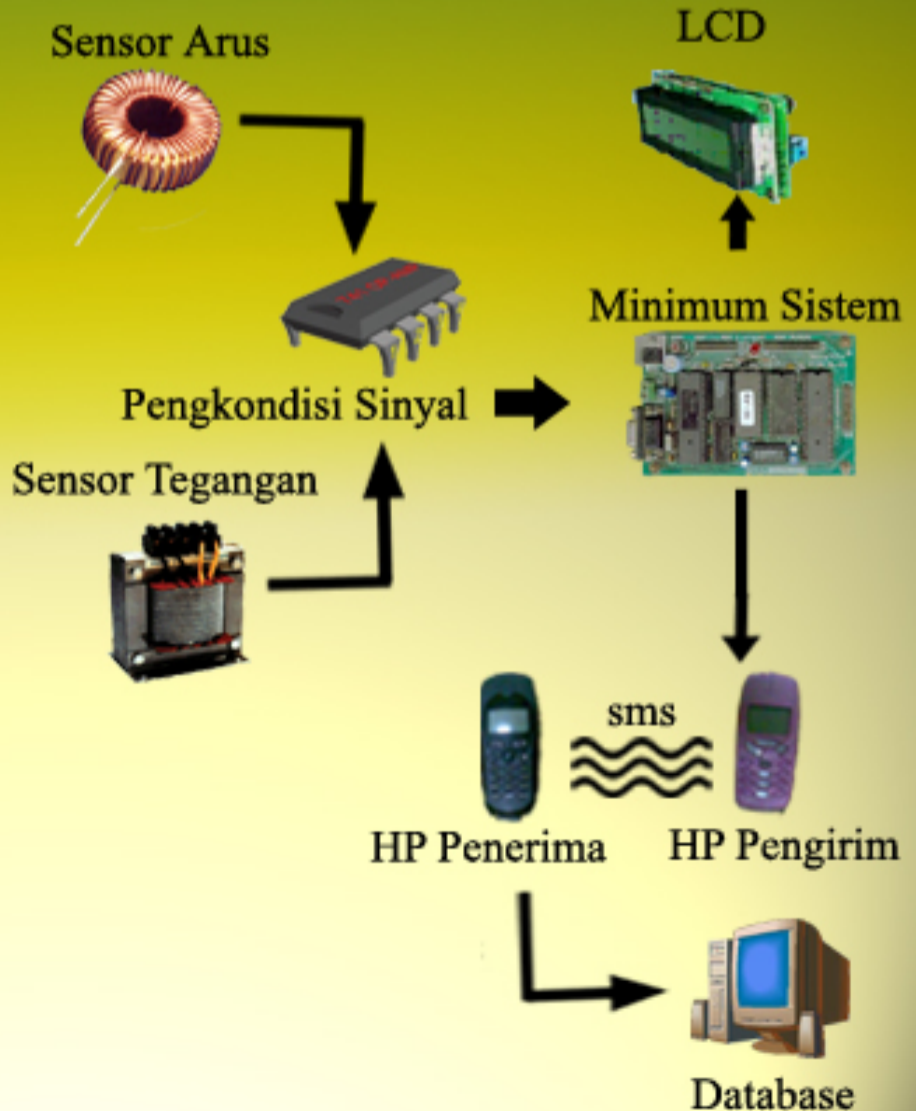 Sensor Arus
LCD
Minimum Sistem
Pengkondisi Sinyal
Sensor Tegangan
sms
HP Penerima
HP Pengirim
Database